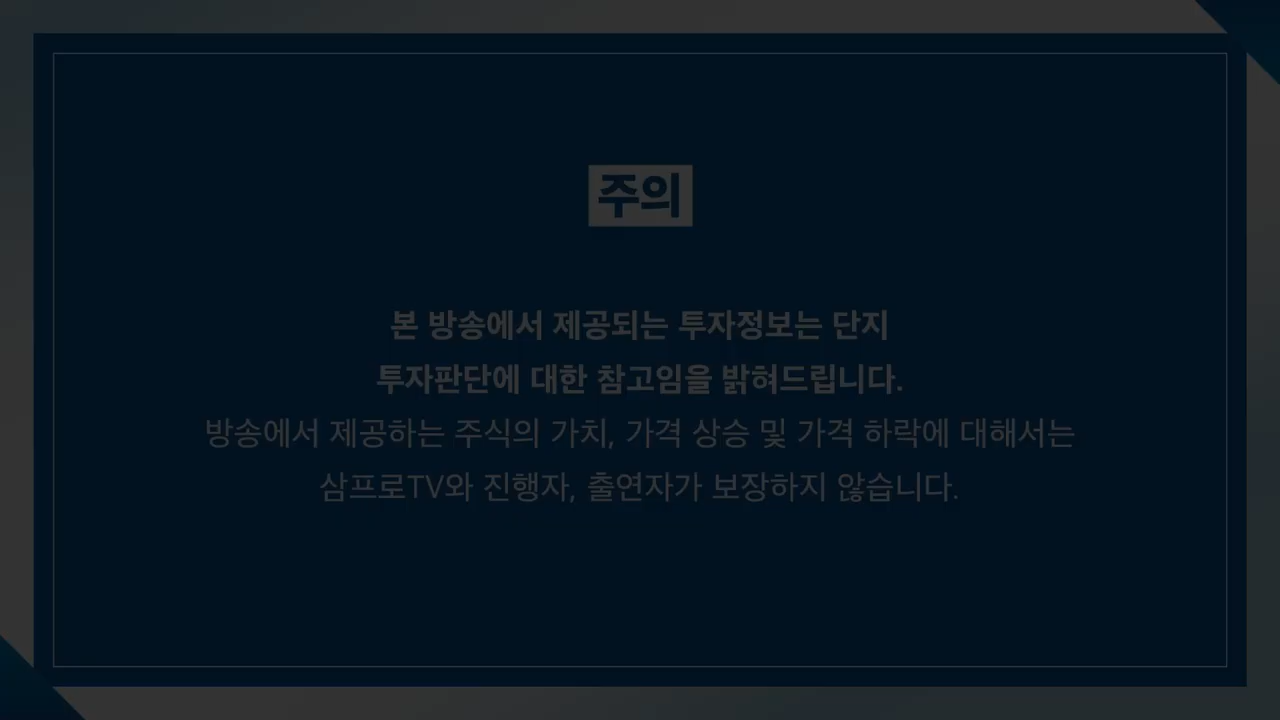 주의
본 방송에서 제공되는 투자정보는 단지
투자판단에 대한 참고임을 밝혀드립니다.
방송에서 제공하는 주식의 가치, 가격 상승 및 가격 하락에 대해서는
삼프로TV와 진행자, 출연자가 보장하지 않습니다.